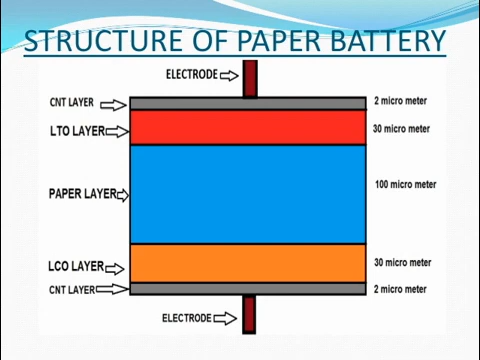 STRUCTURE OF PAPER BATTERY
ELECTRODE
CNT LAYER
2 micro meter
LTO LAYER
30 micro meter
PAPER LAYER
100 micro meter
LCO LAYER
30 micro meter
CNT LAYER
2 micro meter
ELECTRODE